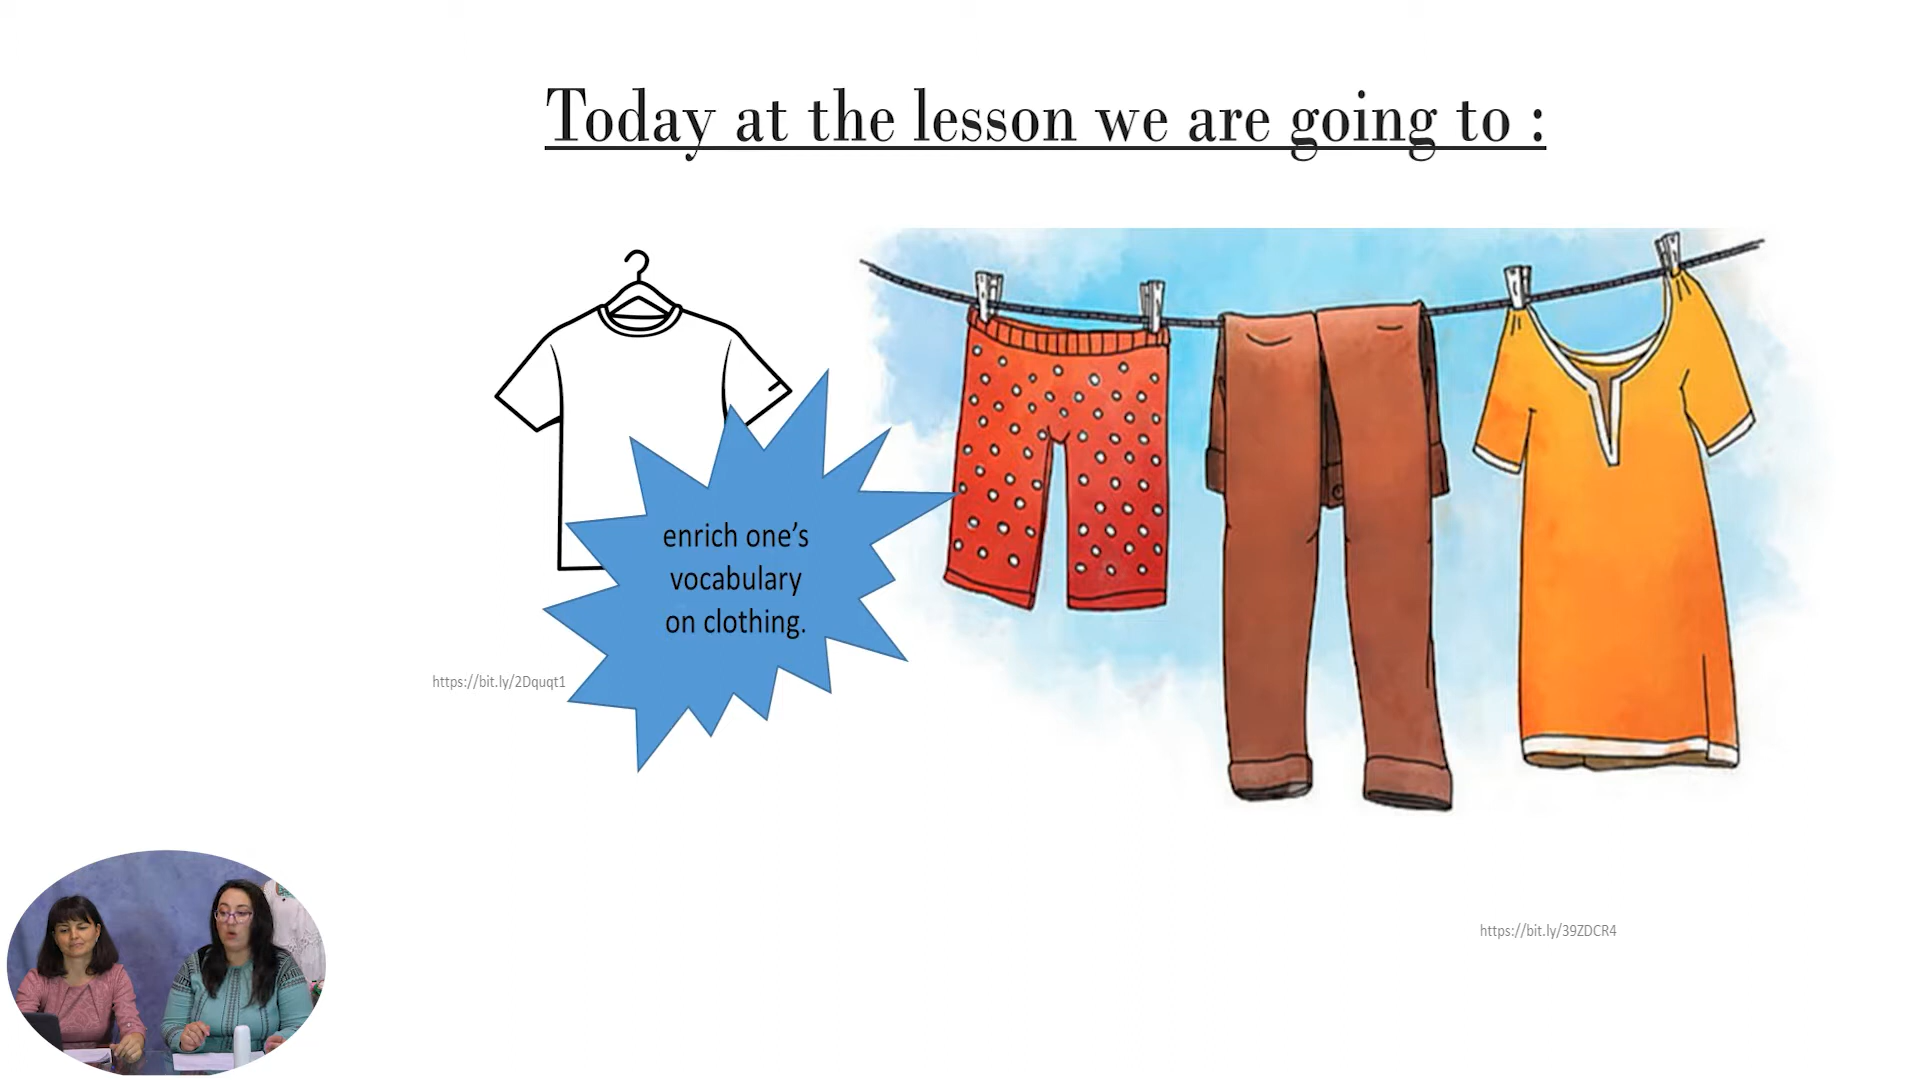 Today at the lesson we are going to :
enrich one’s
vocabulary
on clothing.
https://bit.ly/2Dquqt1
https://bit.ly/39ZDCR4